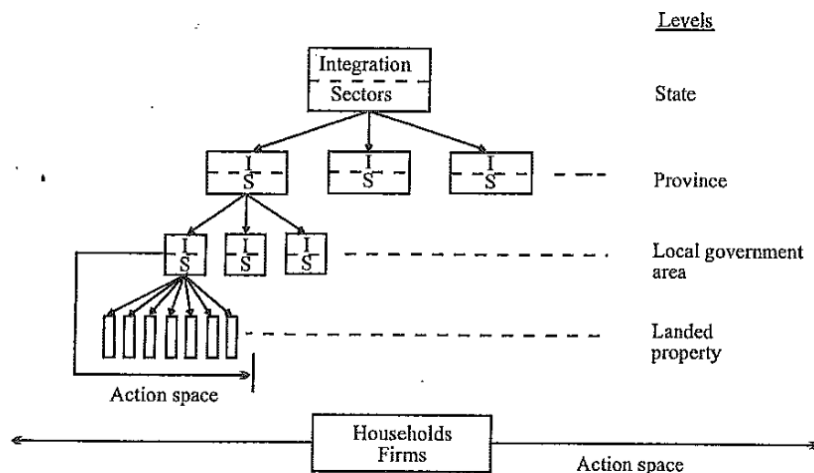 Levels
Integration
Sectors
State
I
S
I
S
I
S
Province
I
S
I
S
I
S
Local government
area
Landed
property
Action space
Households
Firms
Action space